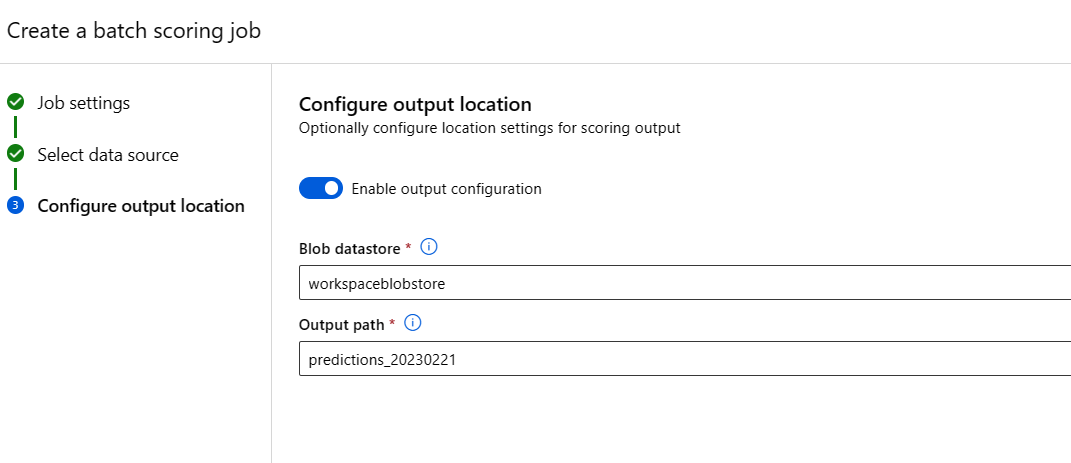 Create a batch scoring job
Job settings
Select data source
3
Configure output location
Configure output location
Optionally configure location settings for scoring output
Enable output configuration
Blob datastore *
workspaceblobstore
Output path *
predictions_20230221